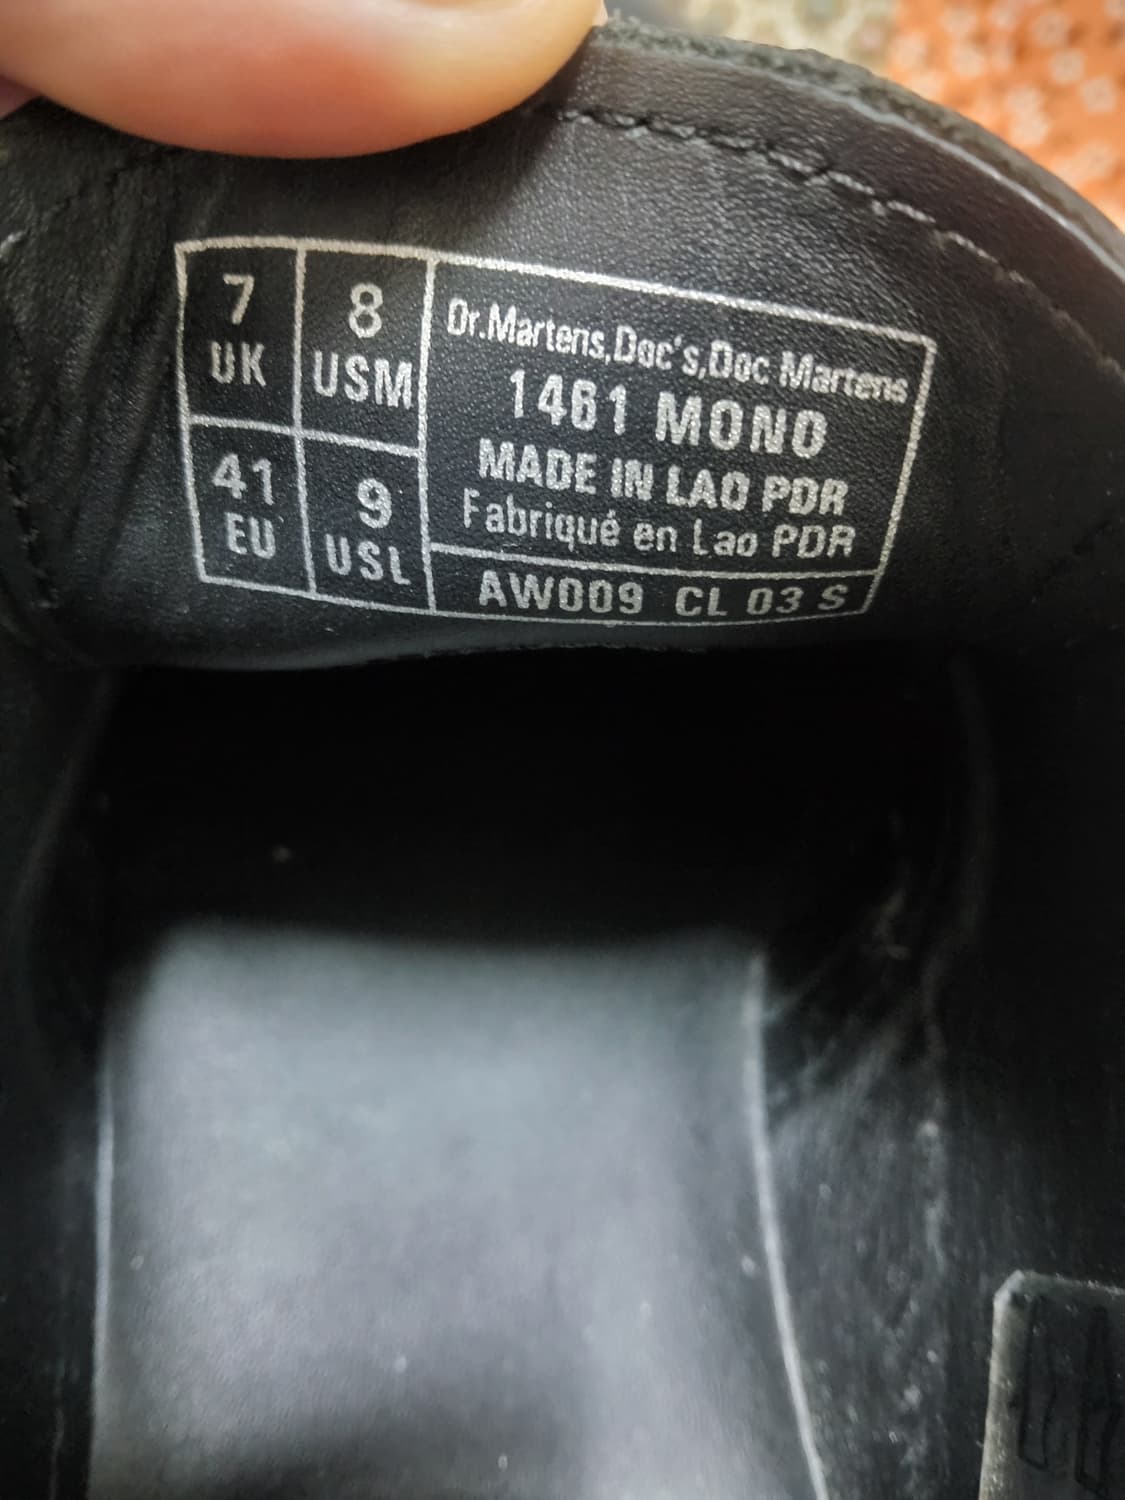 7
UK
8
USM
41
EU
9
USL
Dr.Martens,Doc's,Doc Martens
1461 MONO
MADE IN LAO PDR
Fabriqué en Lao PDR
AW009 CL 03 S